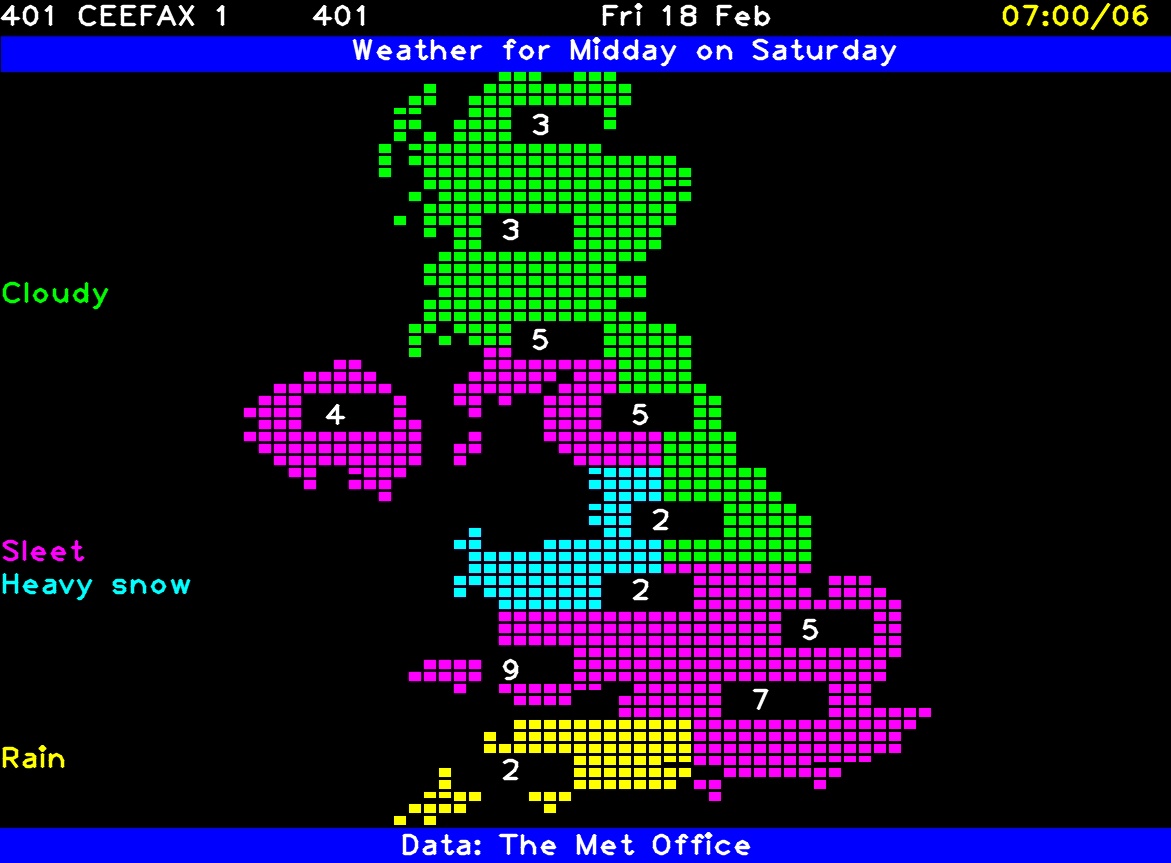 401 CEEFAX 1 401 Fri 18 Feb 07:00/06
Weather for Midday on Saturday
3
3
Cloudy
5
4 5
2
Sleet
Heavy snow 2
5
9
7
Rain
2
Data: The Met Office